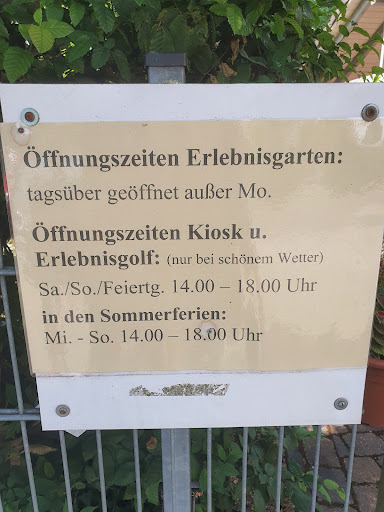 Öffnungszeiten Erlebnisgarten:
tagsüber geöffnet außer Mo.
Öffnungszeiten Kiosk u.
Erlebnisgolf: (nur bei schönem Wetter)
Sa./So./Feiertg. 14.00 – 18.00 Uhr
in den Sommerferien:
Mi. - So. 14.00 – 18.00 Uhr